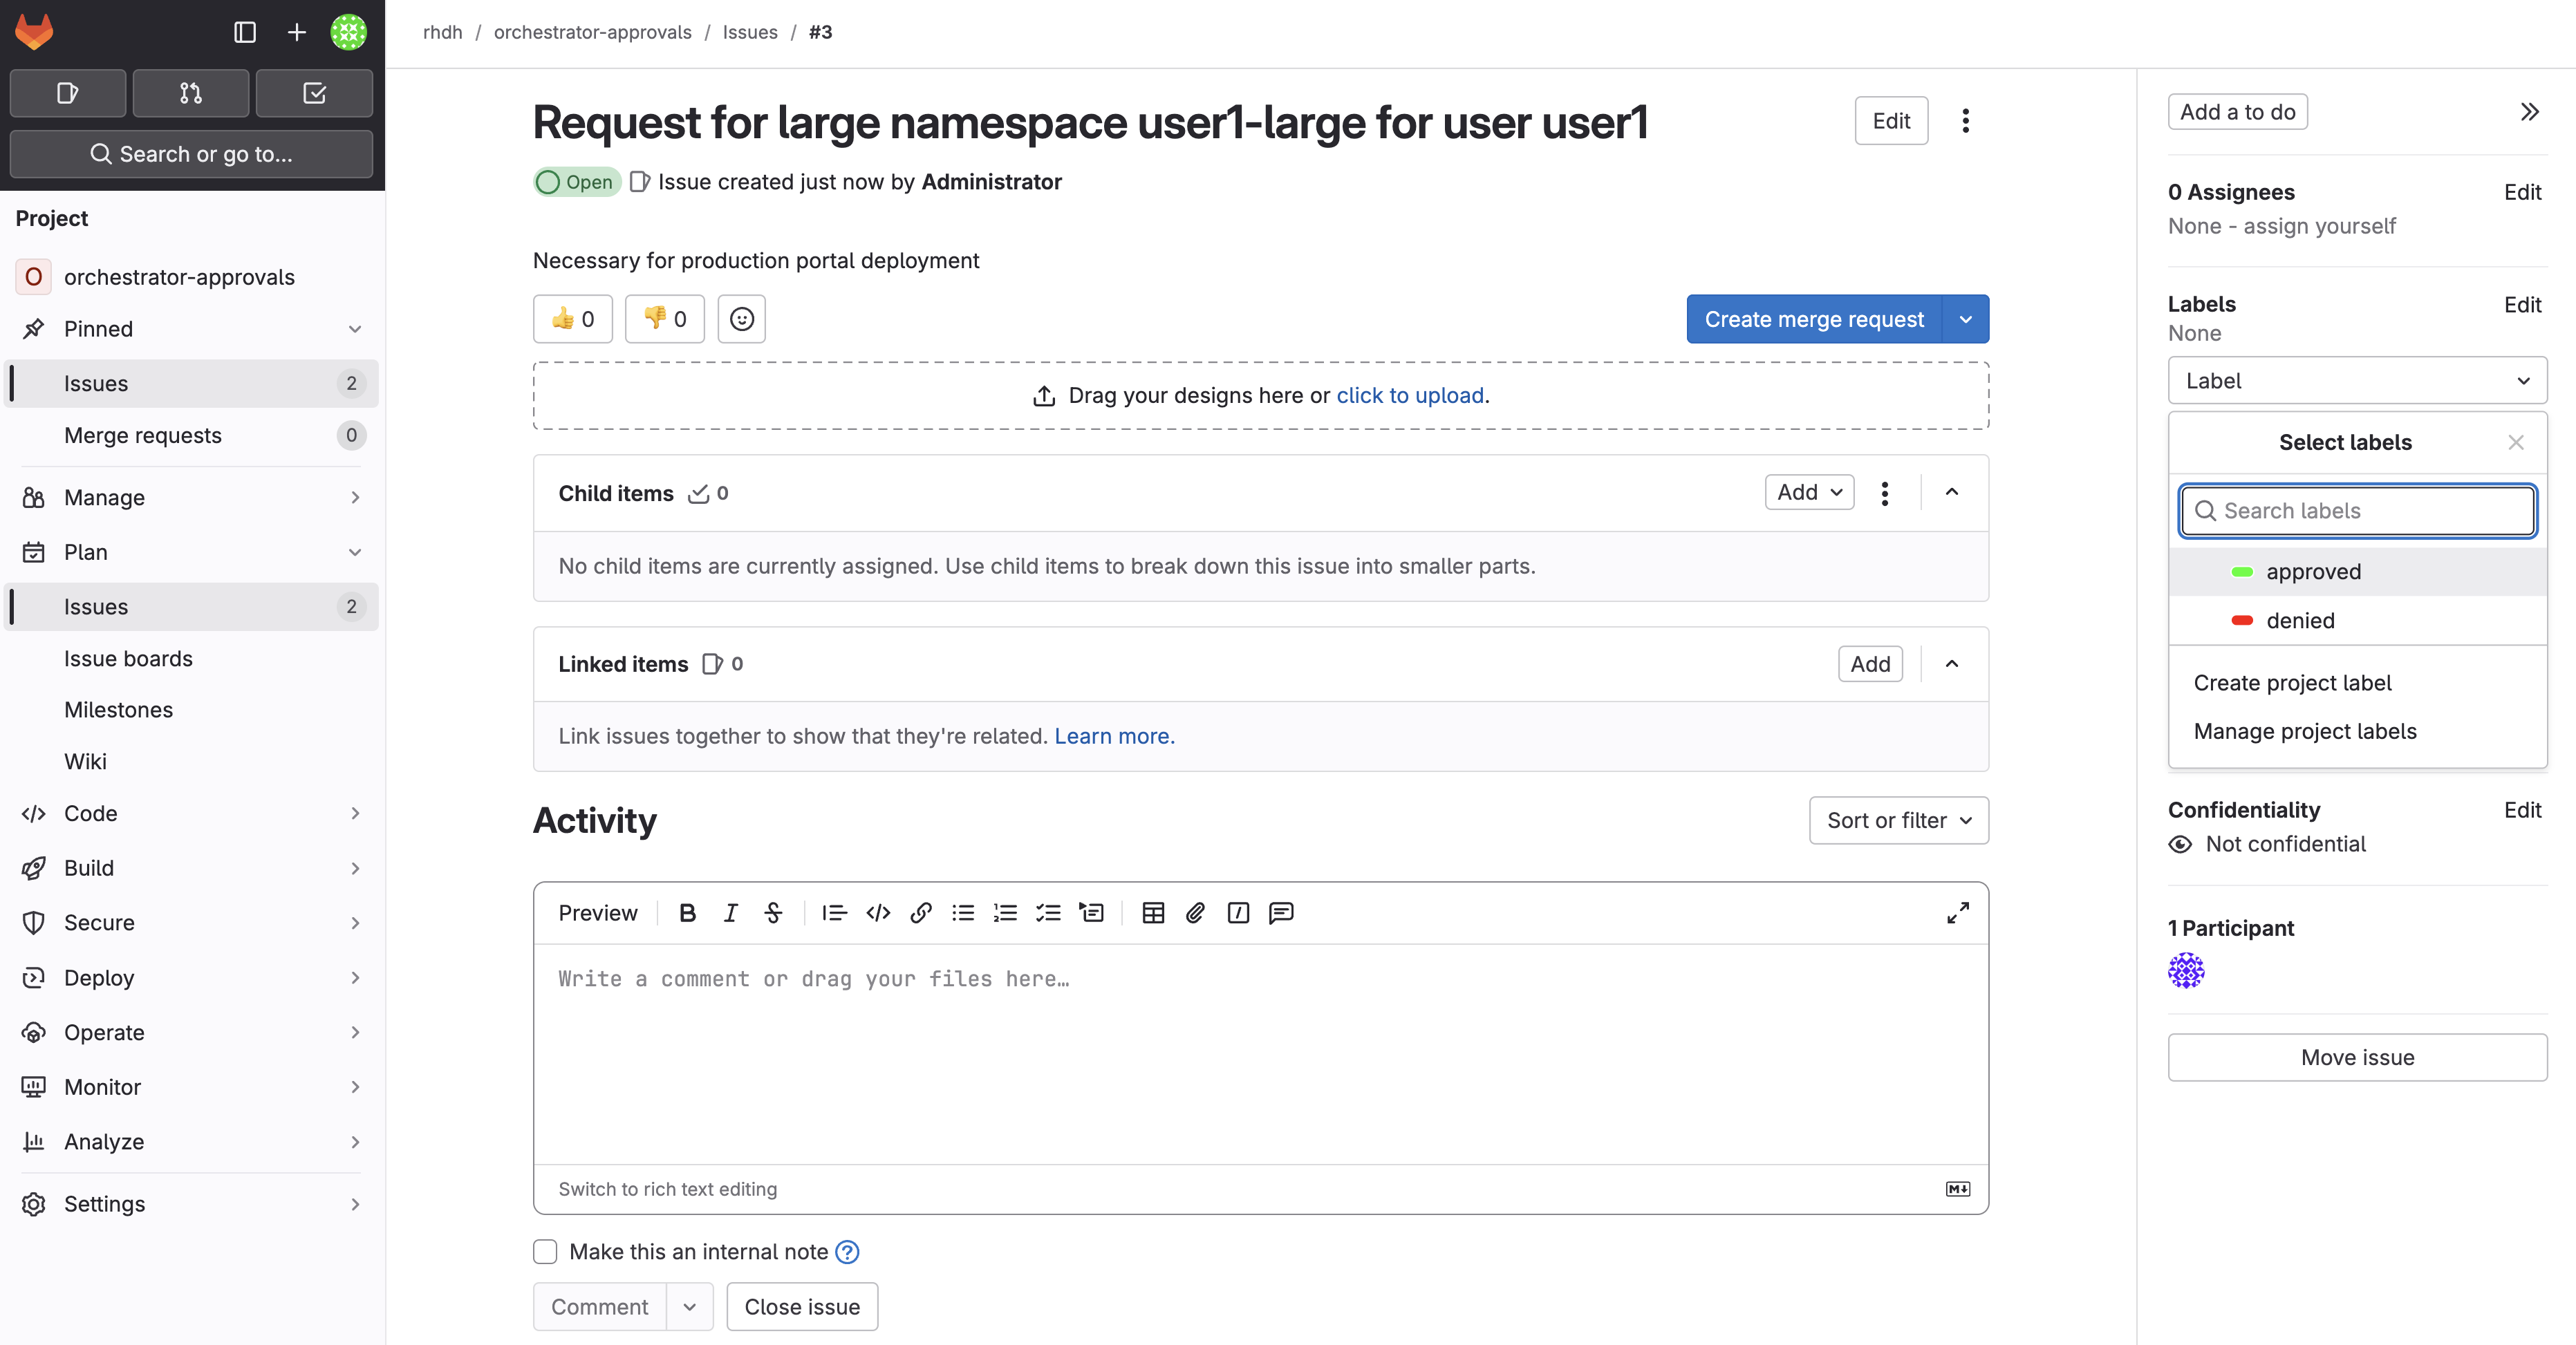 rhdh / orchestrator-approvals / Issues / #3
Search or go to...
Project
O orchestrator-approvals
Pinned
Issues 2
Merge requests 0
Manage
Plan
Issues 2
Issue boards
Milestones
Wiki
Code
Build
Secure
Deploy
Operate
Monitor
Analyze
Settings
Request for large namespace user1-large for user user1
Edit
Open Issue created just now by Administrator
Necessary for production portal deployment
👍 0 👎 0
Create merge request
Drag your designs here or click to upload.
Child items 0
Add
No child items are currently assigned. Use child items to break down this issue into smaller parts.
Linked items 0
Add
Link issues together to show that they're related. Learn more.
Activity
Sort or filter
Preview
Write a comment or drag your files here…
Switch to rich text editing
Make this an internal note
Comment
Close issue
Add a to do
0 Assignees Edit
None - assign yourself
Labels Edit
None
Label
Select labels
Search labels
approved
denied
Create project label
Manage project labels
Confidentiality Edit
Not confidential
1 Participant
Move issue